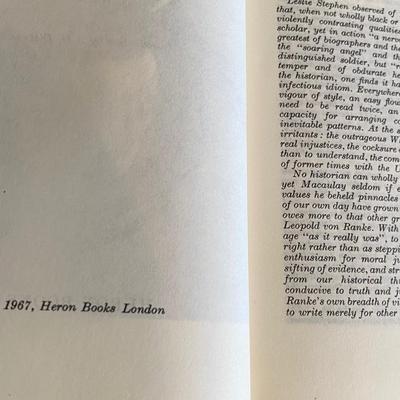 1967, Heron Books London
Leslie Stephen observed of
that, when not wholly black or
violently contrasting qualities
scholar, yet in action "a nerv
greatest of biographers and the
the "soaring angel" and th
distinguished soldier, but "r
temper and of obdurate he
the historian, one finds it ha
infectious idiom. Everywhere
vigour of style, an easy flow
need to be read twice, an
capacity for arranging co
inevitable patterns. At the s
irritants: the outrageous W
real injustices, the cocksure d
than to understand, the com
of former times with the U
No historian can wholly
yet Macaulay seldom if e
values he beheld pinnacles
of our own day have grown
owes more to that other gr
Leopold von Ranke. With
age "as it really was", to
right rather than as steppi
enthusiasm for moral ju
sifting of evidence, and str
from our historical th
conducive to truth and ju
Ranke's own breadth of vi
to write merely for other